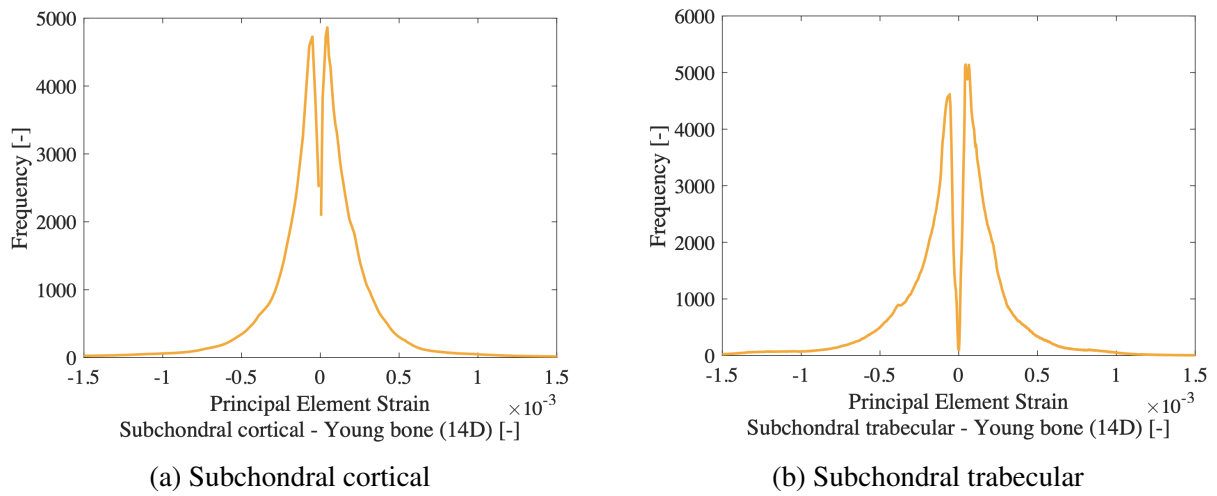 5000
4000
3000
2000
1000
0
Frequency [-]
-1.5 -1 -0.5 0 0.5 1 1.5
Principal Element Strain ×10-3
Subchondral cortical - Young bone (14D) [-]
(a) Subchondral cortical
6000
5000
4000
3000
2000
1000
0
Frequency [-]
-1.5 -1 -0.5 0 0.5 1 1.5
Principal Element Strain ×10-3
Subchondral trabecular - Young bone (14D) [-]
(b) Subchondral trabecular